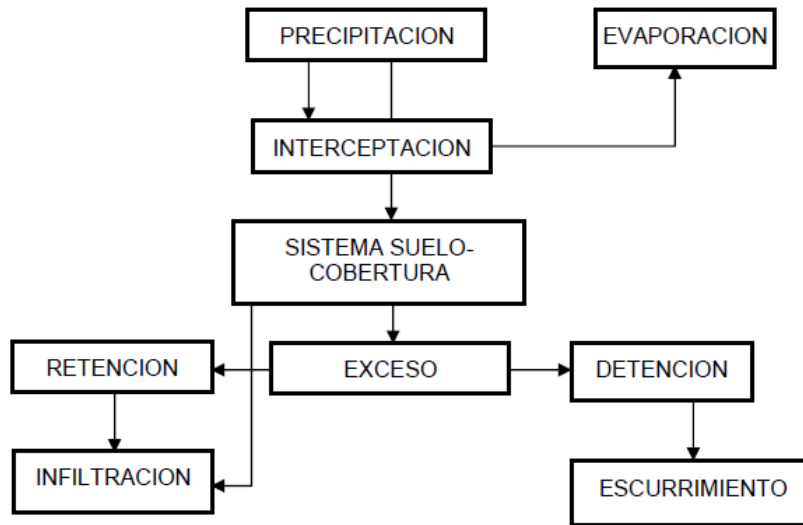 PRECIPITACION
EVAPORACION
INTERCEPTACION
SISTEMA SUELO-
COBERTURA
RETENCION
EXCESO
DETENCION
INFILTRACION
ESCURRIMIENTO